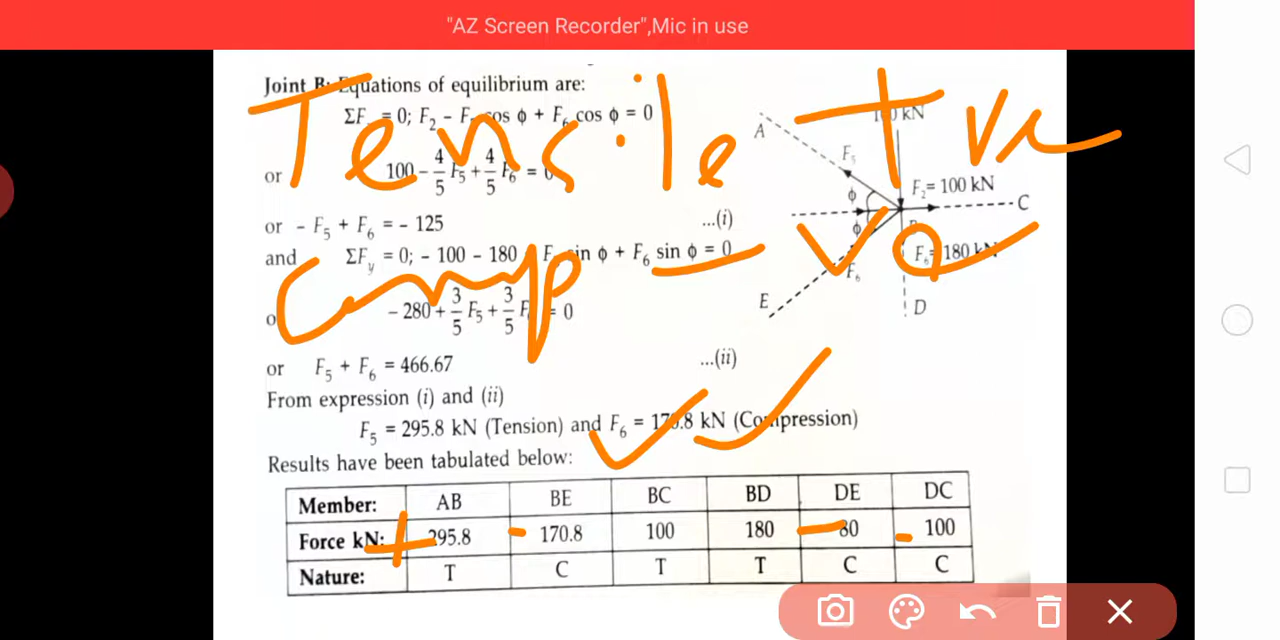 "AZ Screen Recorder",Mic in use
Joint B: Equations of equilibrium are:
= 0; F2 - cos ϕ + F6 cos ϕ = 0
or 100 - 4/5 F5 + 4/5 F6 = 0
or - F5 + F6 = - 125 ...(i)
and ΣFy = 0; - 100 - 180 sin ϕ + F6 sin ϕ = 0
- 280 + 3/5 F5 + 3/5 = 0
or F5 + F6 = 466.67 ...(ii)
From expression (i) and (ii)
F5 = 295.8 kN (Tension) and F6 = 170.8 kN (Compression)
Results have been tabulated below:
Member: AB BE BC BD DE DC
Force kN: + 295.8 - 170.8 100 180 - 80 - 100
Nature: T C T T C C
100 kN
A
F5
ϕ
F2 = 100 kN
C
ϕ
F6
180 kN
E
D
Tensile +ve
Comp - ve